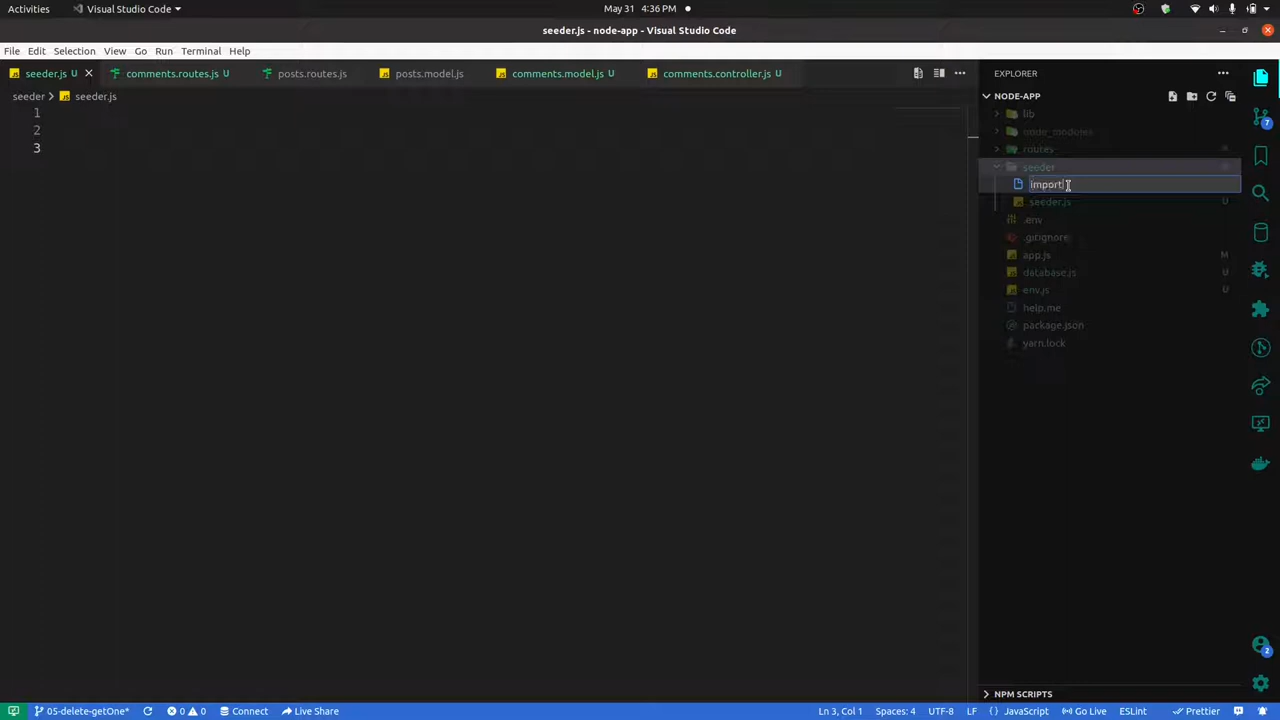 Activities
Visual Studio Code
May 31 4:36 PM
seeder.js - node-app - Visual Studio Code
File Edit Selection View Go Run Terminal Help
seeder.js U
comments.routes.js U
posts.routes.js
posts.model.js
comments.model.js U
comments.controller.js U
EXPLORER
seeder > seeder.js
NODE-APP
1
2
3
lib
node_modules
routes
seeder
import
seeder.js U
.env
.gitignore
app.js M
database.js U
env.js U
help.me
package.json
yarn.lock
7
2
NPM SCRIPTS
05-delete-getOne* 0 0 Connect Live Share Ln 3, Col 1 Spaces: 4 UTF-8 LF {} JavaScript Go Live ESLint Prettier